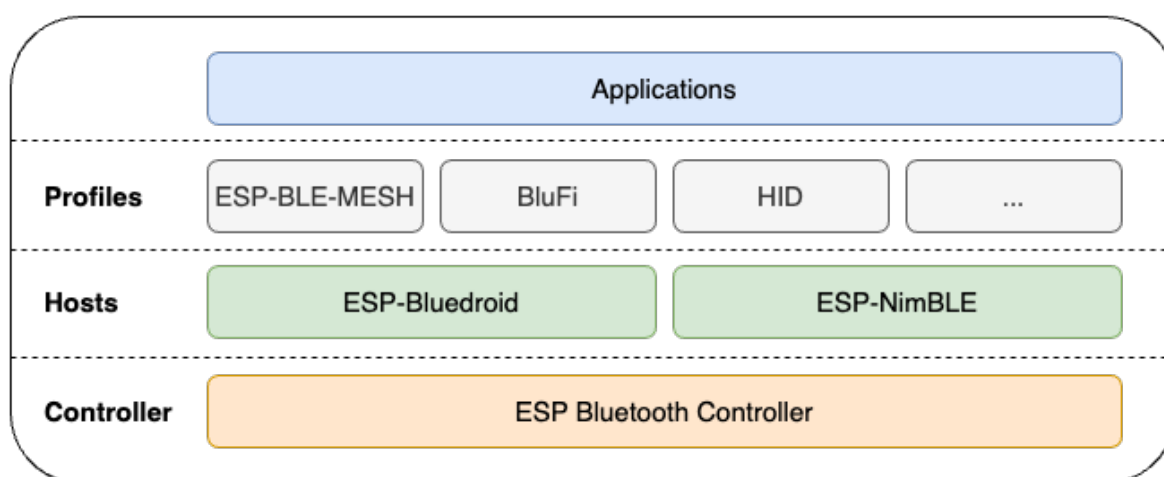 Applications
Profiles
ESP-BLE-MESH
BluFi
HID
...
Hosts
ESP-Bluedroid
ESP-NimBLE
Controller
ESP Bluetooth Controller